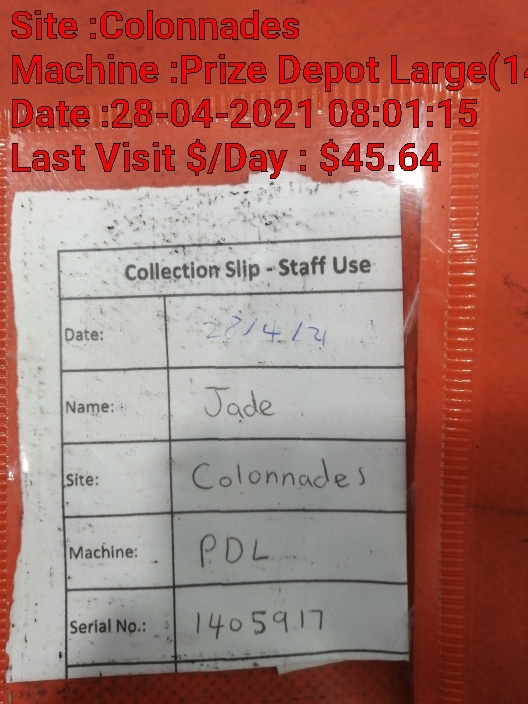 Site :Colonnades
Machine :Prize Depot Large(14
Date :28-04-2021 08:01:15
Last Visit $/Day : $45.64
Collection Slip - Staff Use
Date: 28/4/21
Name: Jade
Site: Colonnades
Machine: PDL
Serial No.: 1405917